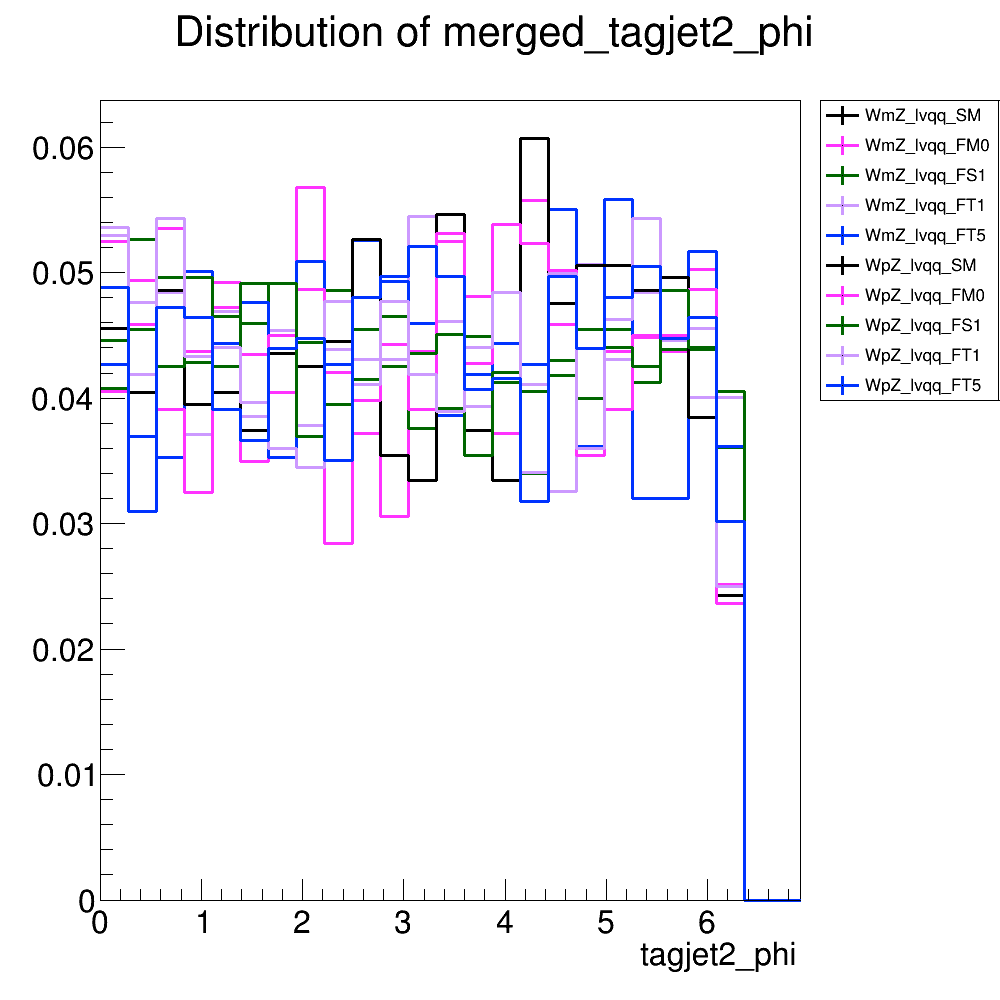 Distribution of merged_tagjet2_phi
WmZ_lvqq_SM
WmZ_lvqq_FM0
WmZ_lvqq_FS1
WmZ_lvqq_FT1
WmZ_lvqq_FT5
WpZ_lvqq_SM
WpZ_lvqq_FM0
WpZ_lvqq_FS1
WpZ_lvqq_FT1
WpZ_lvqq_FT5
0.06
0.05
0.04
0.03
0.02
0.01
0
0 1 2 3 4 5 6
tagjet2_phi